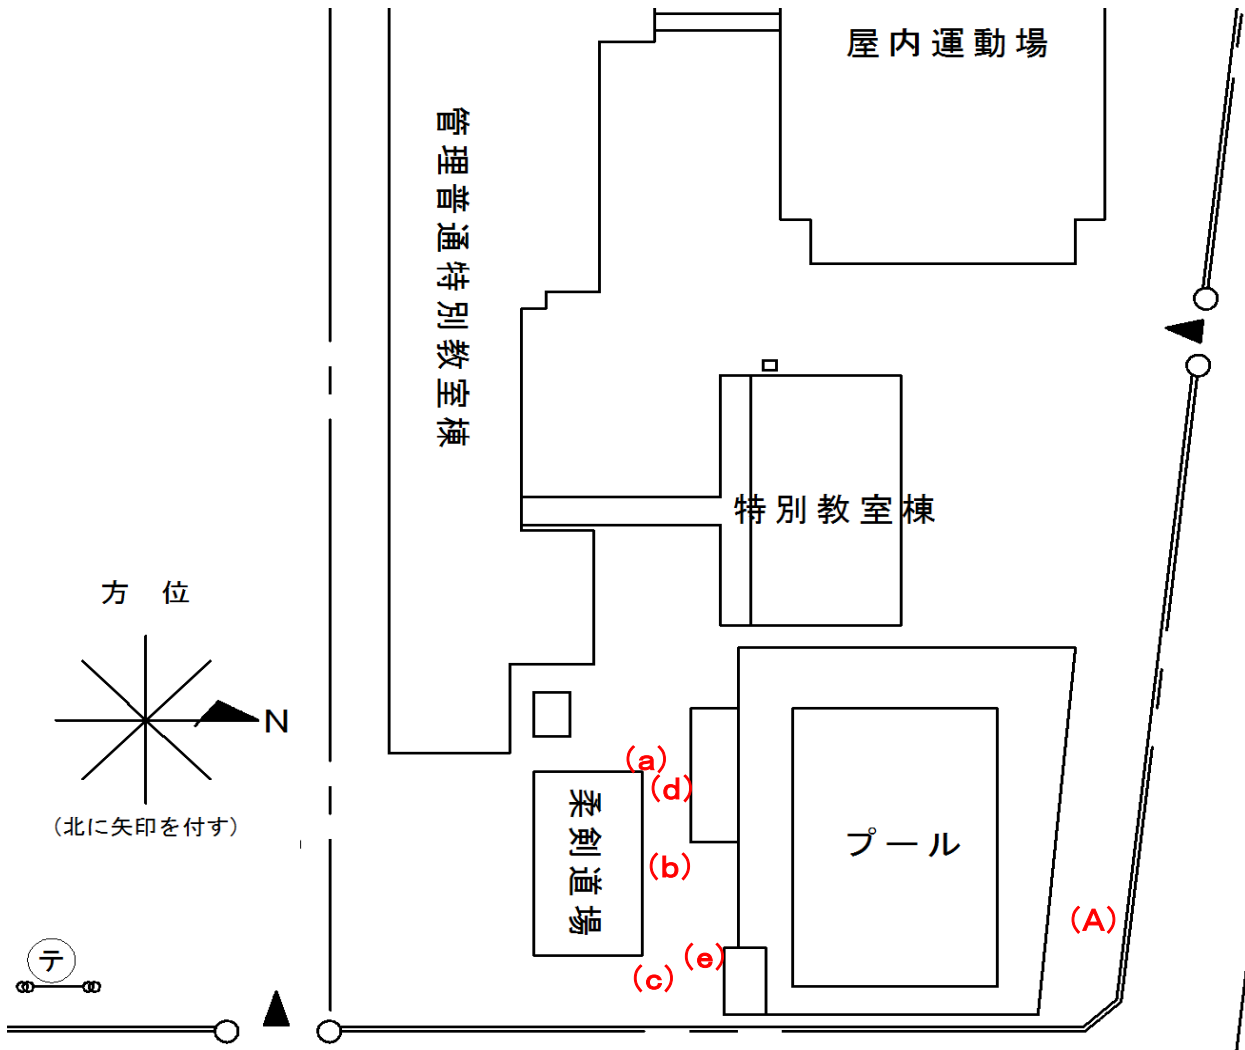 屋内運動場
管理普通特別教室棟
特別教室棟
方 位
N
(北に矢印を付す)
(a)
(d)
柔剣道場
(b)
プール
(A)
(e)
(c)
テ